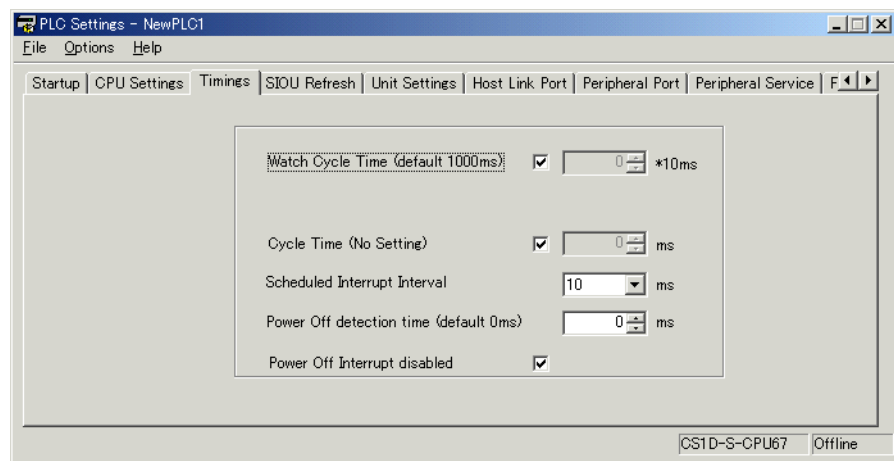 PLC Settings - NewPLC1
File Options Help
Startup CPU Settings Timings SIOU Refresh Unit Settings Host Link Port Peripheral Port Peripheral Service F
Watch Cycle Time (default 1000ms) 0 *10ms
Cycle Time (No Setting) 0 ms
Scheduled Interrupt Interval 10 ms
Power Off detection time (default 0ms) 0 ms
Power Off Interrupt disabled
CS1D-S-CPU67 Offline